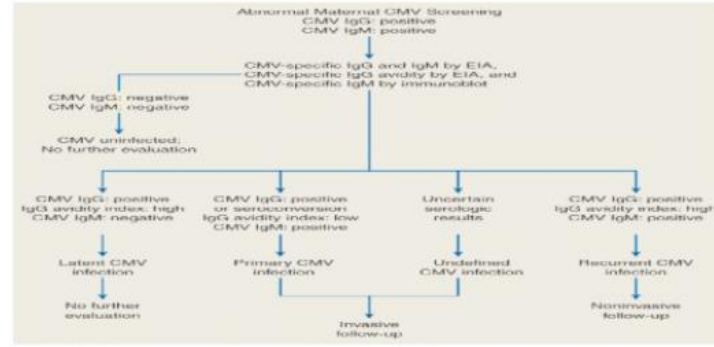 Abnormal Maternal CMV Screening
CMV IgG: positive
CMV IgM: positive
CMV-specific IgG and IgM by EIA,
CMV-specific IgG avidity by EIA, and
CMV-specific IgM by immunoblot
CMV IgG: negative
CMV IgM: negative
CMV uninfected;
No further evaluation
CMV IgG: positive
IgG avidity index: high
CMV IgM: negative
CMV IgG: positive
or seroconversion
IgG avidity index: low
CMV IgM: positive
Uncertain
serologic
results
CMV IgG: positive
IgG avidity index: high
CMV IgM: positive
Latent CMV
infection
Primary CMV
infection
Undefined
CMV infection
Recurrent CMV
infection
No further
evaluation
Invasive
follow-up
Noninvasive
follow-up